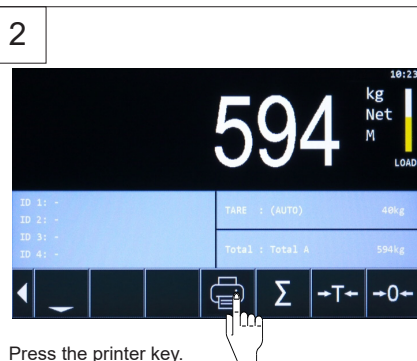 2
10:23
594
kg
Net
M
LOAD
ID 1: -
ID 2: -
ID 3: -
ID 4: -
TARE : (AUTO) 40kg
Total : Total A 594kg
Σ →T← →0←
Press the printer key.